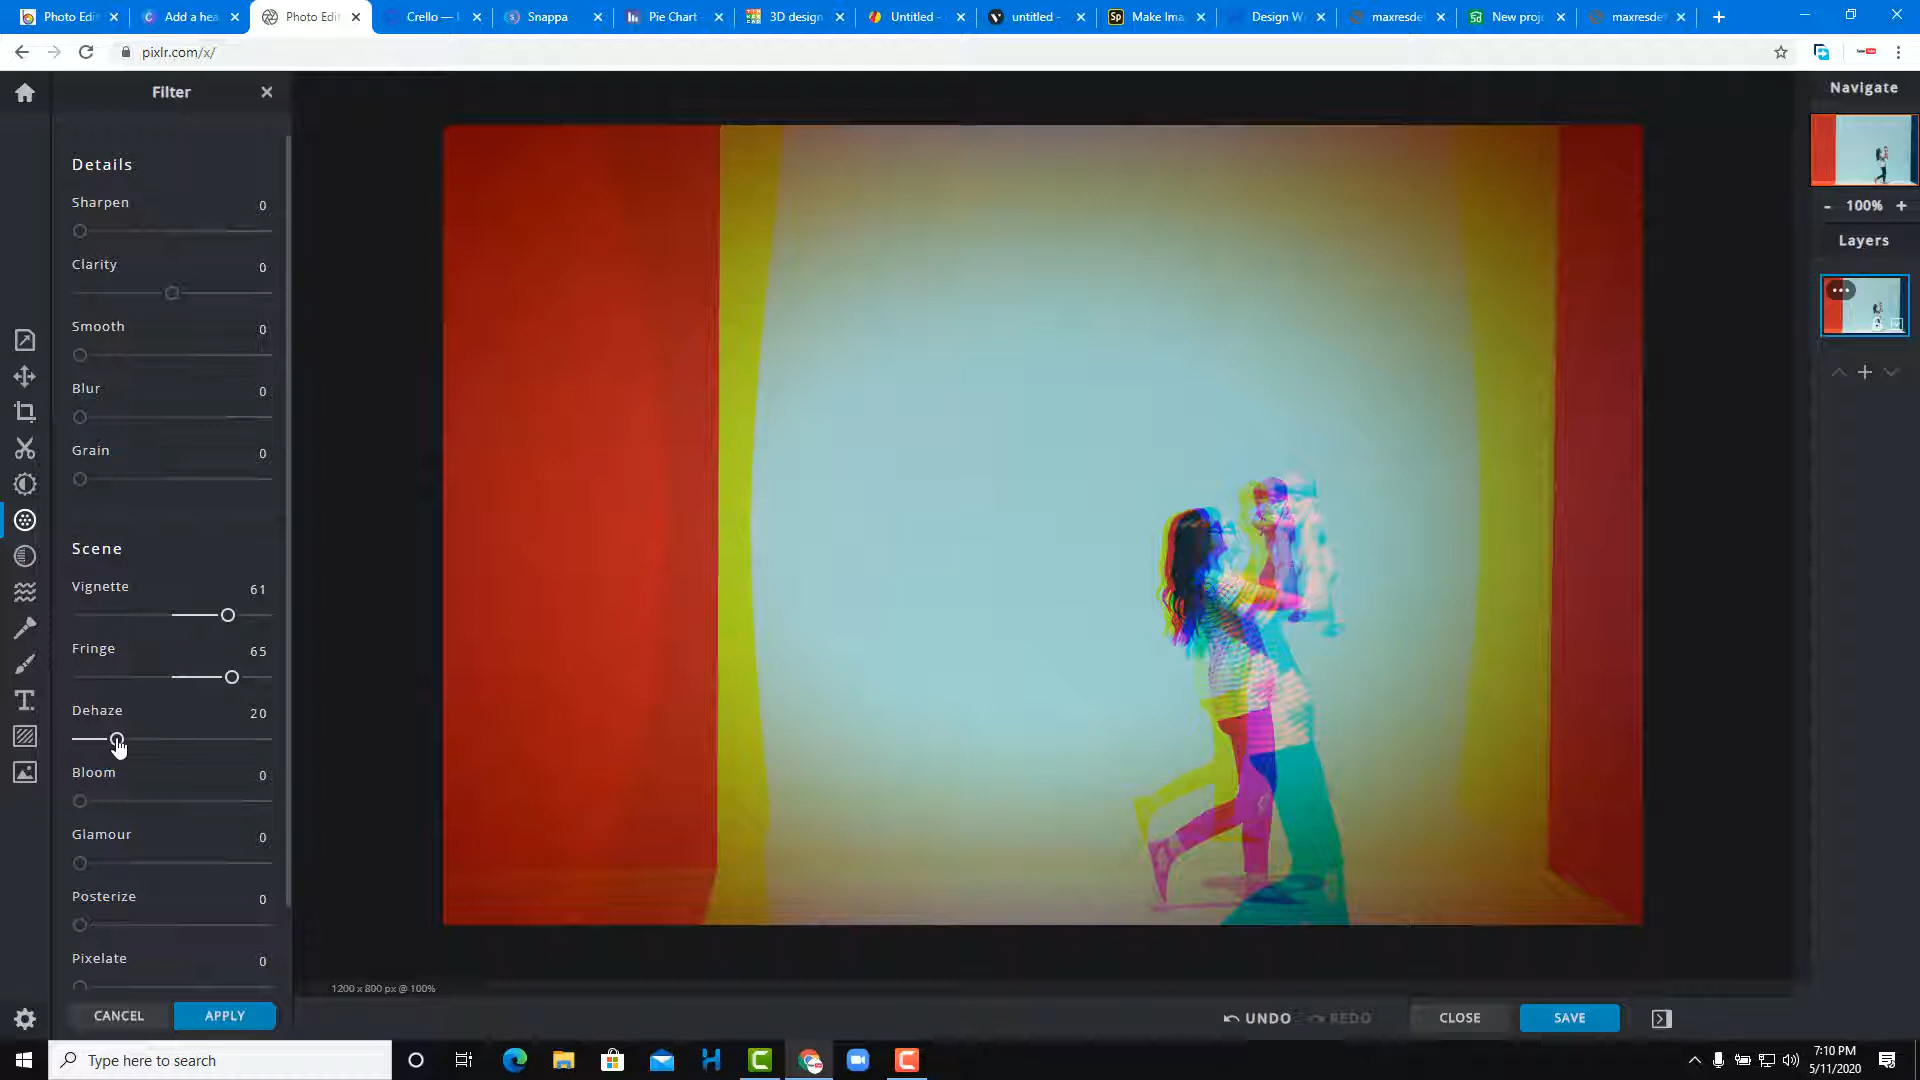 Photo Edi
Add a hea
Photo Edi
Crello —
Snappa
Pie Chart -
3D design
Untitled -
untitled -
Make Ima
Design W
maxresde
New proj
maxresde
pixlr.com/x/
Filter
Navigate
Details
Sharpen 0
Clarity 0
100%
Layers
Smooth 0
Blur 0
Grain 0
Scene
Vignette 61
Fringe 65
Dehaze 20
Bloom 0
Glamour 0
Posterize 0
Pixelate 0
1200 x 800 px @ 100%
CANCEL APPLY
UNDO REDO CLOSE SAVE
Type here to search
7:10 PM
5/11/2020